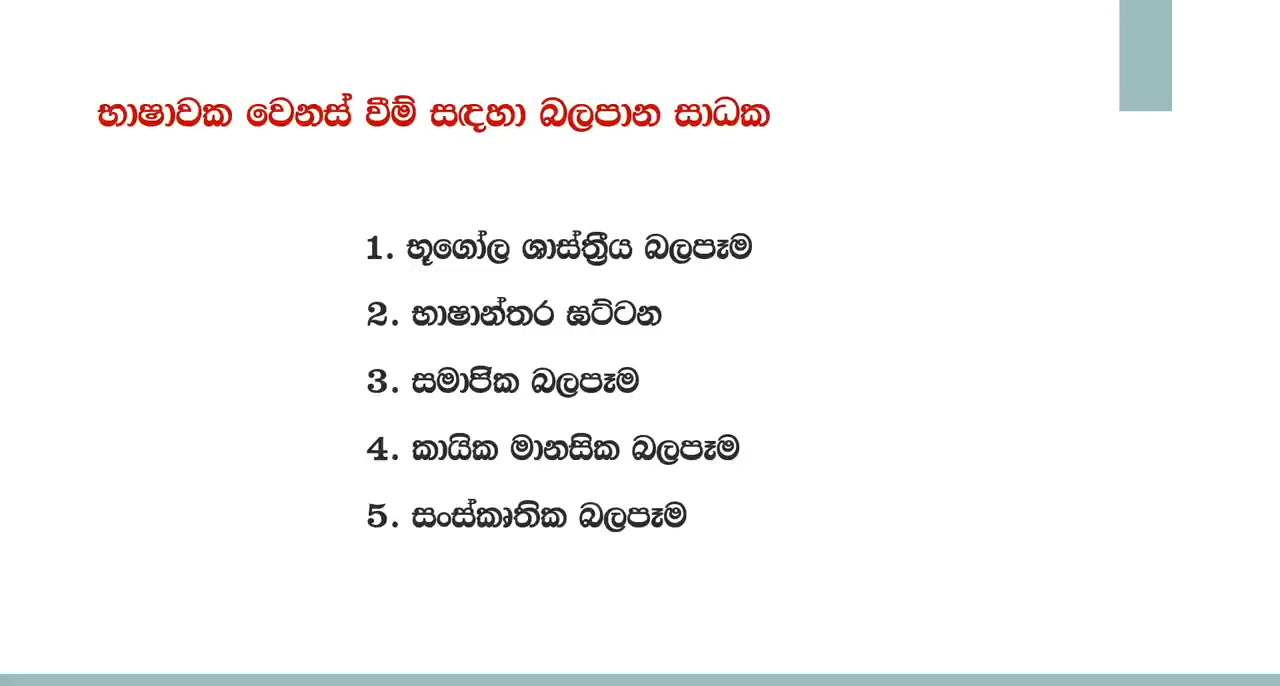 භාෂාවක වෙනස් වීම් සඳහා බලපාන සාධක
1. භූගෝල ශාස්ත්‍රීය බලපෑම
2. භාෂාන්තර ඝට්ටන
3. සමාජික බලපෑම
4. කායික මානසික බලපෑම
5. සංස්කෘතික බලපෑම